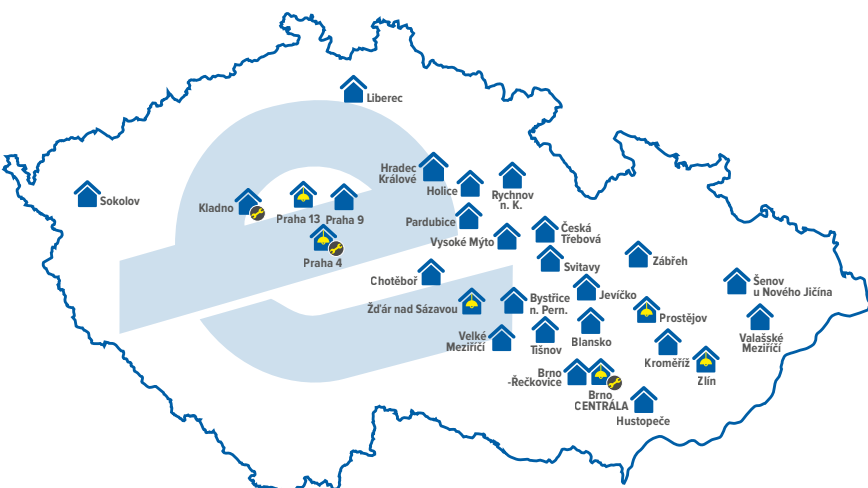 Liberec
Hradec
Králové
Holice
Rychnov
n. K.
Sokolov
Kladno
Praha 13
Praha 9
Pardubice
Česká
Třebová
Vysoké Mýto
Praha 4
Zábřeh
Svitavy
Chotěboř
Šenov
u Nového Jičína
Jevíčko
Bystřice
n. Pern.
Žďár nad Sázavou
Prostějov
Velké
Meziříčí
Tišnov
Blansko
Valašské
Meziříčí
Kroměříž
Zlín
Brno
-Řečkovice
Brno
CENTRÁLA
Hustopeče